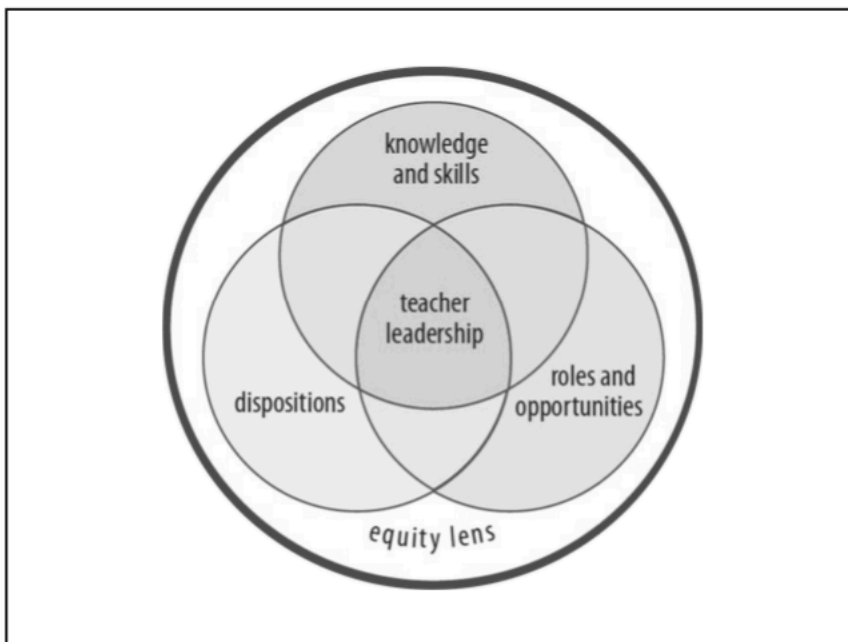 knowledge
and skills
teacher
leadership
dispositions
roles and
opportunities
equity lens